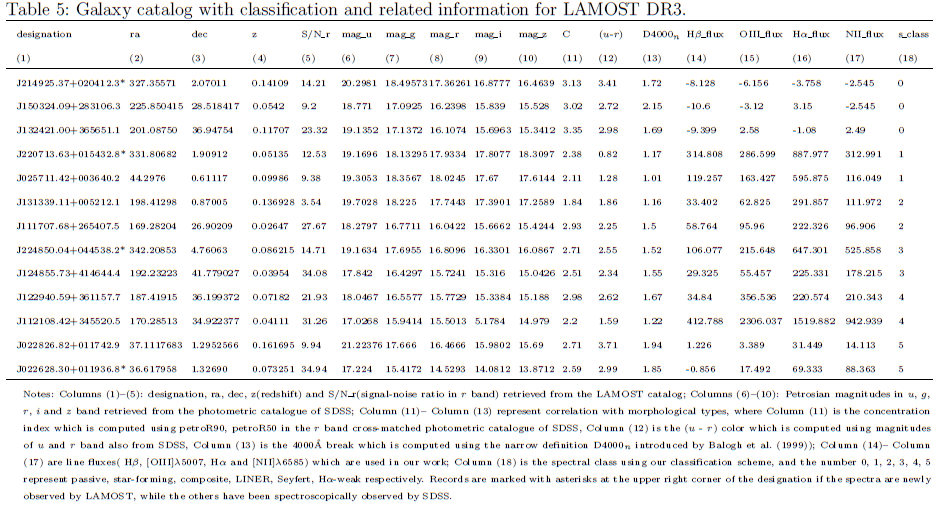 Table 5: Galaxy catalog with classification and related information for LAMOST DR3.
designation ra dec z S/N_r mag_u mag_g mag_r mag_i mag_z C (u-r) D4000n Hβ_flux OIII_flux Hα_flux NII_flux s_class
(1) (2) (3) (4) (5) (6) (7) (8) (9) (10) (11) (12) (13) (14) (15) (16) (17) (18)
J214925.37+020412.3* 327.35571 2.07011 0.14109 14.21 20.2981 18.49573 17.36261 16.8777 16.4639 3.13 3.41 1.72 -8.128 -6.156 -3.758 -2.545 0
J150324.09+283106.3 225.850415 28.518417 0.0542 9.2 18.771 17.0925 16.2398 15.839 15.528 3.02 2.72 2.15 -10.6 -3.12 3.15 -2.545 0
J132421.00+365651.1 201.08750 36.94754 0.11707 23.32 19.1352 17.1372 16.1074 15.6963 15.3412 3.35 2.98 1.69 -9.399 2.58 -1.08 2.49 0
J220713.63+015432.8* 331.80682 1.90912 0.05135 12.53 19.1696 18.13295 17.9334 17.8077 18.3097 2.38 0.82 1.17 314.808 286.599 887.977 312.991 1
J025711.42+003640.2 44.2976 0.61117 0.09986 9.38 19.3053 18.3567 18.0245 17.67 17.6144 2.11 1.28 1.01 119.257 163.427 595.875 116.049 1
J131339.11+005212.1 198.41298 0.87005 0.136928 3.54 19.7028 18.225 17.7443 17.3901 17.2589 1.84 1.86 1.16 33.402 62.825 291.857 111.972 2
J111707.68+265407.5 169.28204 26.90209 0.02647 27.67 18.2797 16.7711 16.0422 15.6662 15.4244 2.93 2.25 1.5 58.764 95.96 222.326 96.906 2
J224850.04+044538.2* 342.20853 4.76063 0.086215 14.71 19.1634 17.6955 16.8096 16.3301 16.0867 2.71 2.55 1.52 106.077 215.648 647.301 525.858 3
J124855.73+414644.4 192.23223 41.779027 0.03954 34.08 17.842 16.4297 15.7241 15.316 15.0426 2.51 2.34 1.55 29.325 55.457 225.331 178.215 3
J122940.59+361157.7 187.41915 36.199372 0.07182 21.93 18.0467 16.5577 15.7729 15.3384 15.188 2.98 2.62 1.67 34.84 356.536 220.574 210.343 4
J112108.42+345520.5 170.28513 34.922377 0.04111 31.26 17.0268 15.9414 15.5013 5.1784 14.979 2.2 1.59 1.22 412.788 2306.037 1519.882 942.939 4
J022826.82+011742.9 37.1117683 1.2952566 0.161695 9.94 21.22376 17.666 16.4666 15.9802 15.69 2.51 3.71 1.94 1.226 3.389 31.449 14.113 5
J022628.30+011936.8* 36.617958 1.32690 0.073251 34.94 17.224 15.4172 14.5293 14.0812 13.8712 2.59 2.99 1.85 -0.856 17.492 69.333 88.363 5
Notes: Columns (1)–(5): designation, ra, dec, z(redshift) and S/N_r(signal-noise ratio in r band) retrieved from the LAMOST catalog; Columns (6)–(10): Petrosian magnitudes in u, g,
r, i and z band retrieved from the photometric catalogue of SDSS; Column (11)– Column (13) represent correlation with morphological types, where Column (11) is the concentration
index which is computed using petroR90, petroR50 in the r band cross-matched photometric catalogue of SDSS, Column (12) is the (u - r) color which is computed using magnitudes
of u and r band also from SDSS, Column (13) is the 4000Å break which is computed using the narrow definition D4000n introduced by Balogh et al. (1999)); Column (14)– Column
(17) are line fluxes( Hβ, [OIII]λ5007, Hα and [NII]λ6585) which are used in our work; Column (18) is the spectral class using our classification scheme, and the number 0, 1, 2, 3, 4, 5
represent passive, star-forming, composite, LINER, Seyfert, Hα-weak respectively. Records are marked with asterisks at the upper right corner of the designation if the spectra are newly
observed by LAMOST, while the others have been spectroscopically observed by SDSS.